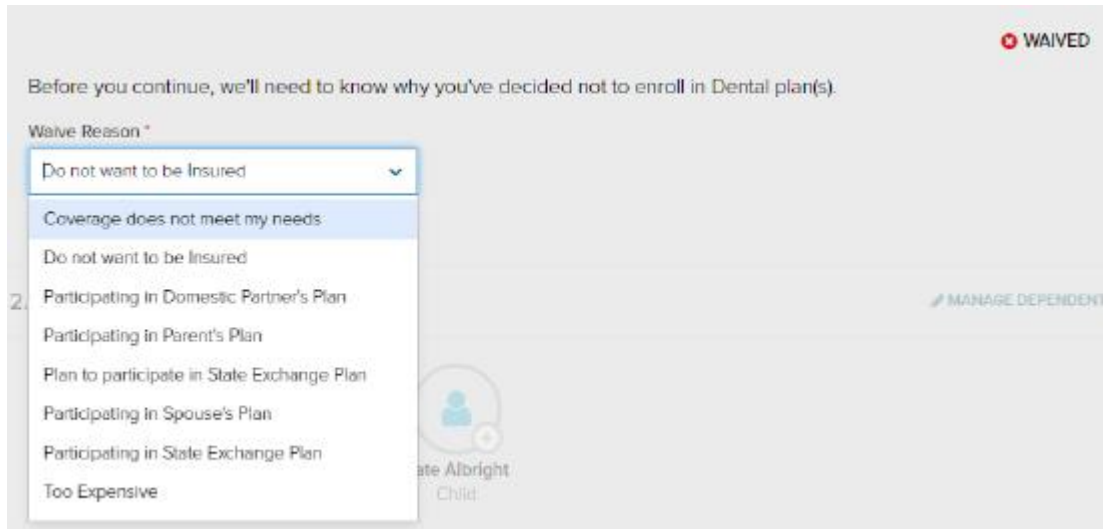 WAIVED
Before you continue, we'll need to know why you've decided not to enroll in Dental plan(s).
Waive Reason *
Do not want to be Insured
Coverage does not meet my needs
Do not want to be Insured
2.
Participating in Domestic Partner's Plan
MANAGE DEPENDENT
Participating in Parent's Plan
Plan to participate in State Exchange Plan
Participating in Spouse's Plan
Participating in State Exchange Plan
ate Albright
Too Expensive
Child